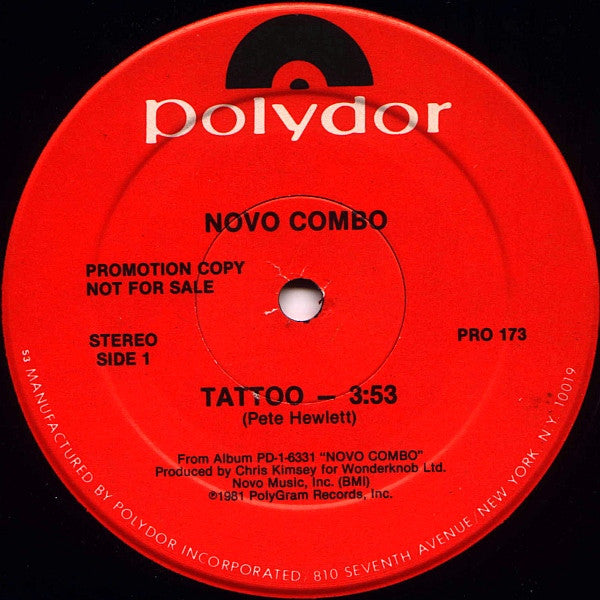 polydor
NOVO COMBO
PROMOTION COPY
NOT FOR SALE
STEREO
SIDE 1
PRO 173
TATTOO — 3:53
(Pete Hewlett)
From Album PD-1-6331 “NOVO COMBO”
Produced by Chris Kimsey for Wonderknob Ltd.
Novo Music, Inc. (BMI)
℗1981 PolyGram Records, Inc.
53 MANUFACTURED BY POLYDOR INCORPORATED, 810 SEVENTH AVENUE/NEW YORK N.Y. 10019